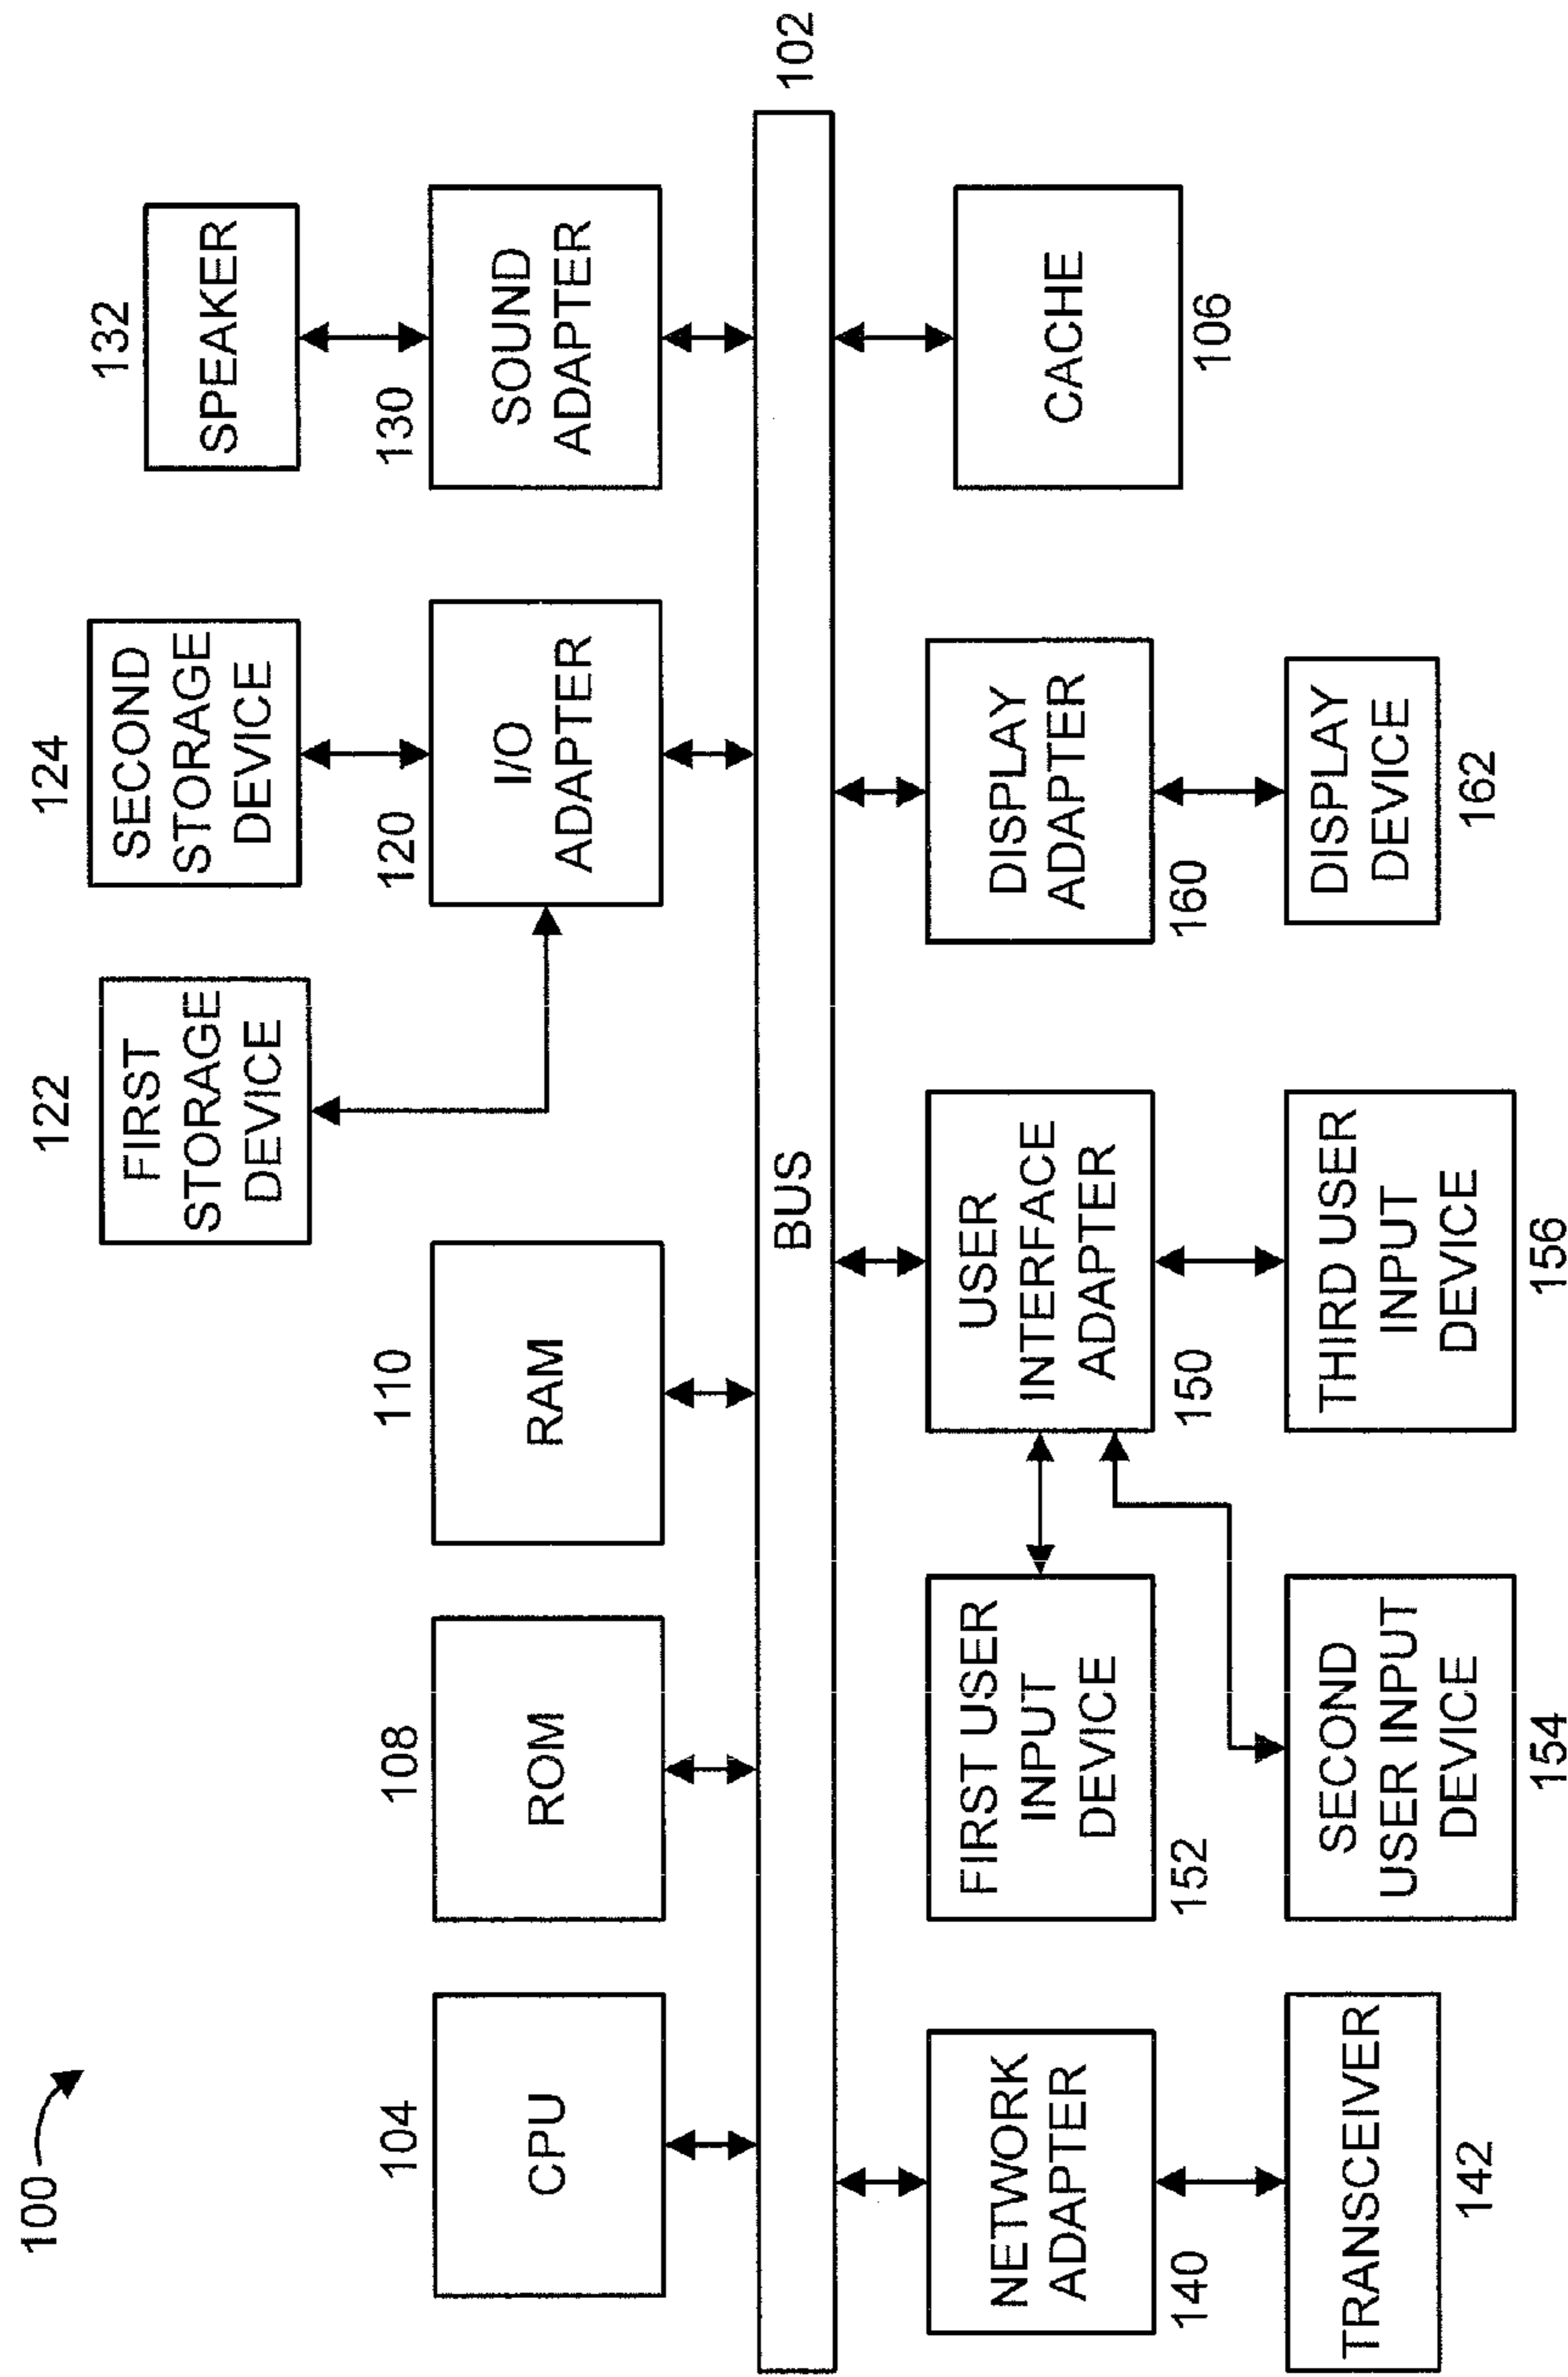 100
132
SPEAKER
124
SECOND
STORAGE
DEVICE
122
FIRST
STORAGE
DEVICE
130
SOUND
ADAPTER
120
I/O
ADAPTER
110
RAM
108
ROM
104
CPU
BUS
102
NETWORK
ADAPTER
140
FIRST USER
INPUT
DEVICE
152
USER
INTERFACE
ADAPTER
150
DISPLAY
ADAPTER
160
CACHE
106
TRANSCEIVER
142
SECOND
USER INPUT
DEVICE
154
THIRD USER
INPUT
DEVICE
156
DISPLAY
DEVICE
162